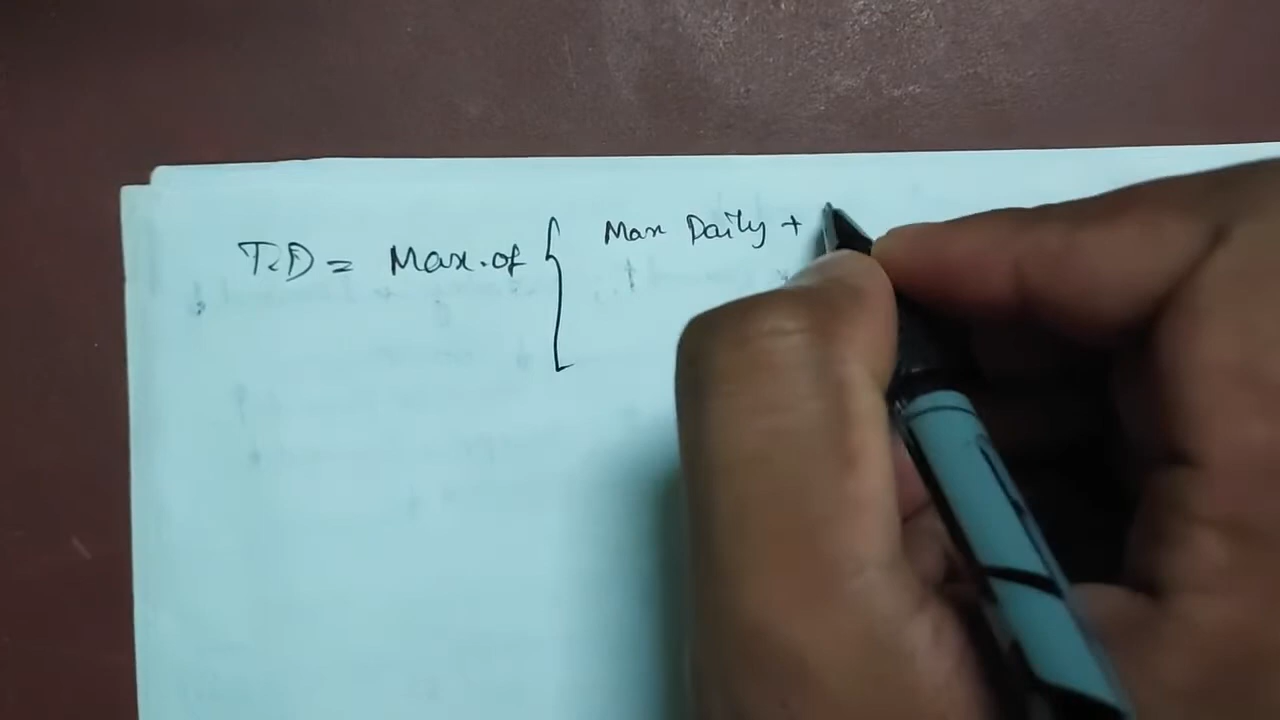 T.D = Max. of { Max Daily +